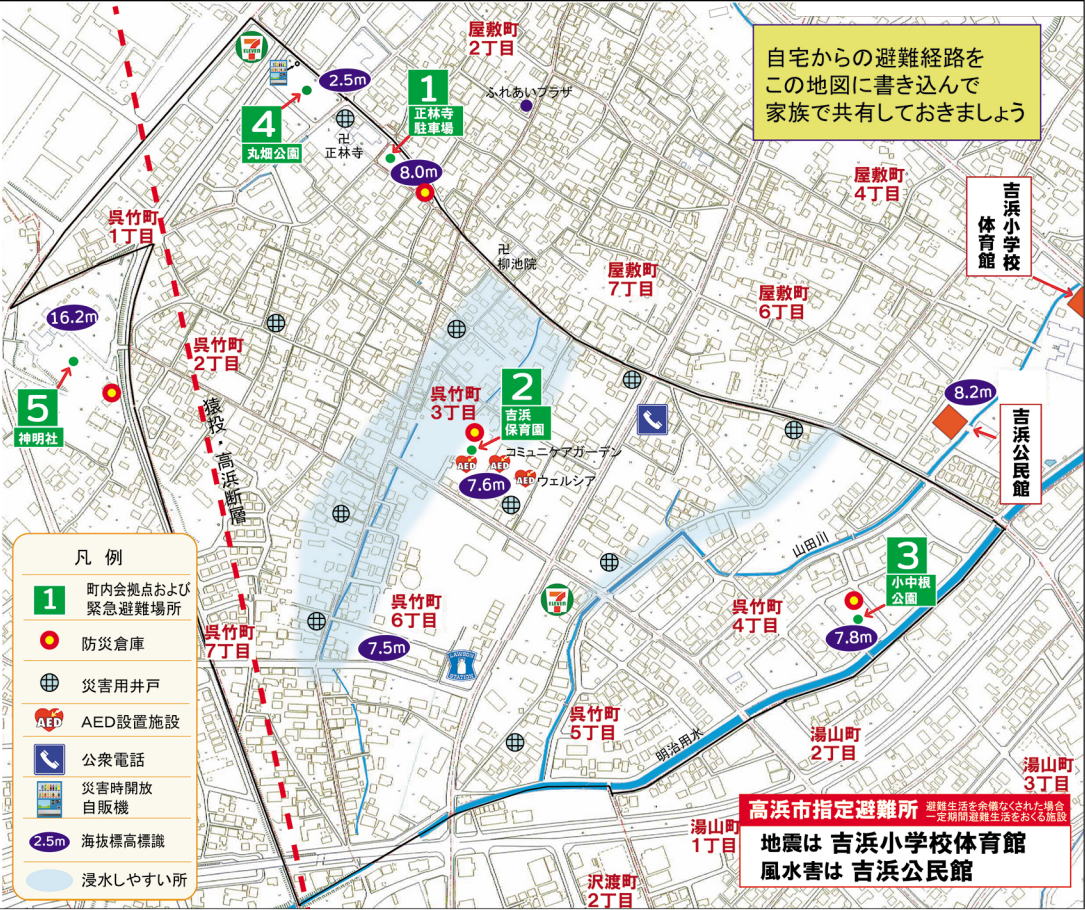 自宅からの避難経路を
この地図に書き込んで
家族で共有しておきましょう
屋敷町
2丁目
ELEVEN
2.5m
1
正林寺
駐車場
ふれあいプラザ
4
丸畑公園
卍
正林寺
8.0m
屋敷町
4丁目
吉浜小学校
体育館
呉竹町
1丁目
卍
柳池院
屋敷町
7丁目
屋敷町
6丁目
16.2m
呉竹町
2丁目
5
神明社
猿投・高浜断層
呉竹町
3丁目
2
吉浜
保育園
8.2m
吉浜公民館
コミュニケアガーデン
AED
AED
AED
ウェルシア
7.6m
山田川
3
小中根
公園
ELEVEN
呉竹町
6丁目
呉竹町
4丁目
7.8m
呉竹町
7丁目
7.5m
LAWSON
STATION
呉竹町
5丁目
明治用水
湯山町
2丁目
湯山町
3丁目
湯山町
1丁目
沢渡町
2丁目
凡例
1
町内会拠点および
緊急避難場所
防災倉庫
災害用井戸
AED
AED設置施設
公衆電話
災害時開放
自販機
2.5m
海抜標高標識
浸水しやすい所
高浜市指定避難所
避難生活を余儀なくされた場合
一定期間避難生活をおくる施設
地震は 吉浜小学校体育館
風水害は 吉浜公民館